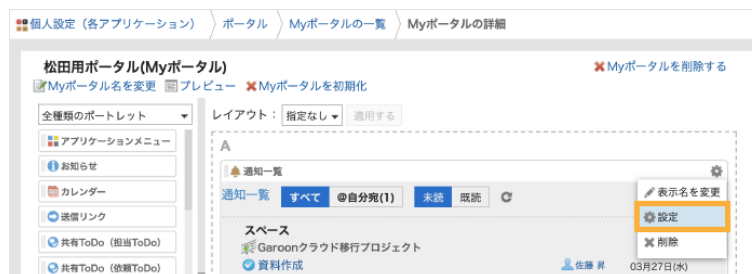 個人設定（各アプリケーション） ポータル Myポータルの一覧 Myポータルの詳細
松田用ポータル(Myポータル) Myポータルを削除する
Myポータル名を変更 プレビュー Myポータルを初期化
全種類のポートレット レイアウト： 指定なし 適用する
アプリケーションメニュー
お知らせ
カレンダー
送信リンク
共有ToDo（担当ToDo）
共有ToDo（依頼ToDo）
A
通知一覧
通知一覧 すべて @自分宛(1) 未読 既読
表示名を変更
設定
削除
スペース
Garoonクラウド移行プロジェクト
資料作成 佐藤 昇 03月27日(水)